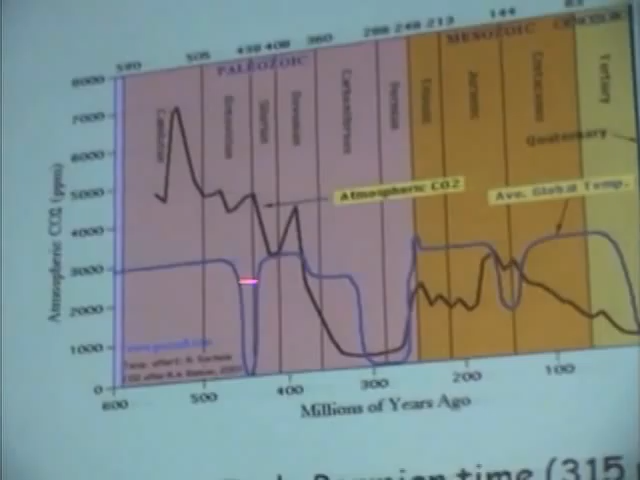 590 505 438 408 360 286 248 213 144
PALEOZOIC MESOZOIC
8000
7000
6000
5000
4000
3000
2000
1000
0
Atmospheric CO2 (ppm)
Cambrian
Ordovician
Silurian
Devonian
Carboniferous
Permian
Triassic
Jurassic
Cretaceous
Tertiary
Quaternary
Atmospheric CO2
Ave. Global Temp.
600 500 400 300 200 100
Millions of Years Ago
time (315